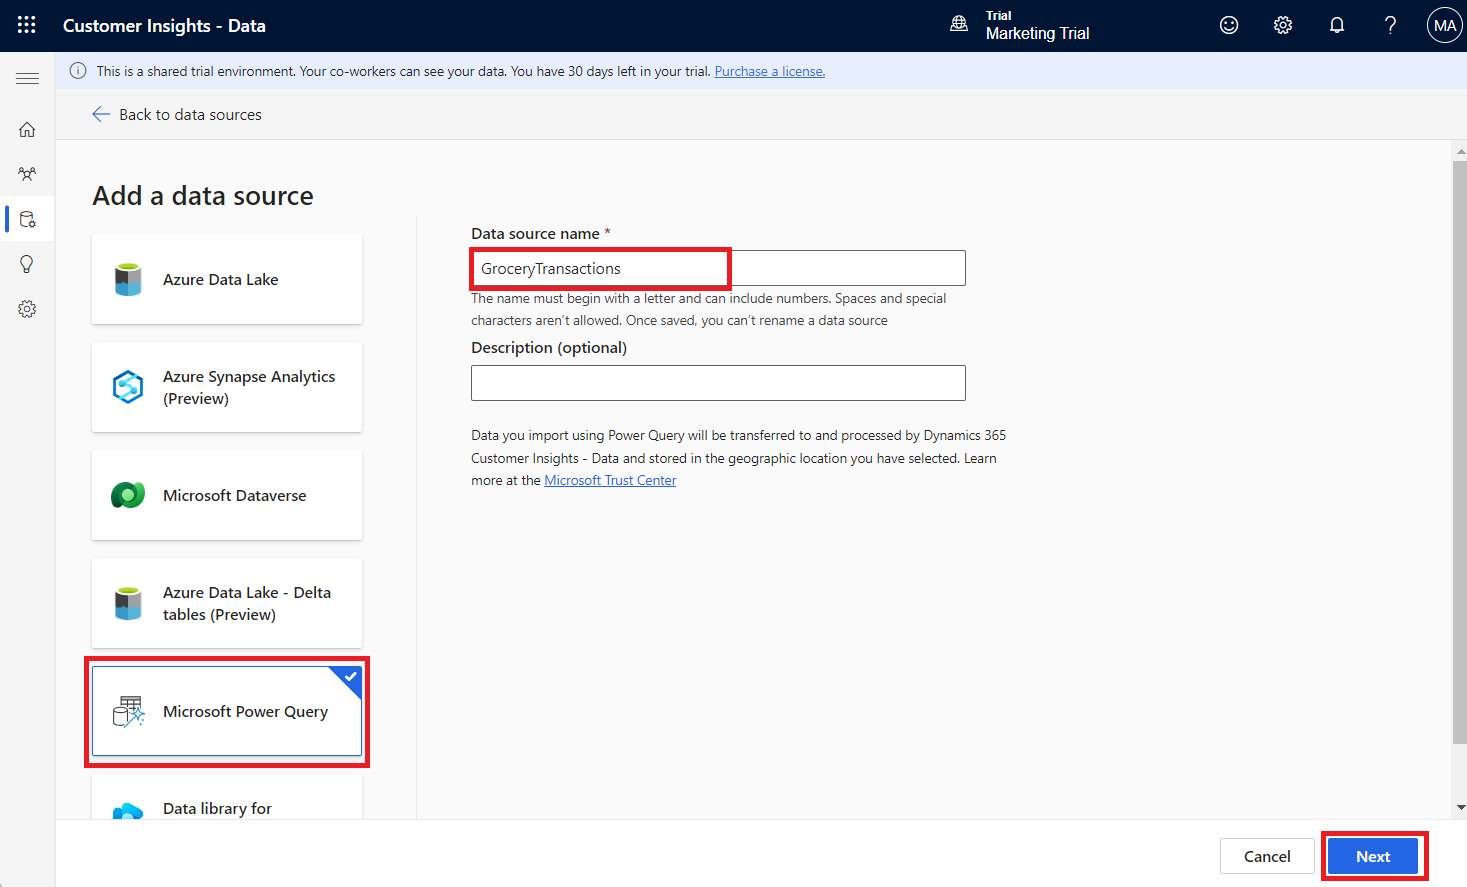 Customer Insights - Data
Trial
Marketing Trial
?
MA
This is a shared trial environment. Your co-workers can see your data. You have 30 days left in your trial. Purchase a license.
Back to data sources
Add a data source
Azure Data Lake
Azure Synapse Analytics
(Preview)
Microsoft Dataverse
Azure Data Lake - Delta
tables (Preview)
Microsoft Power Query
Data library for
Data source name *
GroceryTransactions
The name must begin with a letter and can include numbers. Spaces and special
characters aren't allowed. Once saved, you can't rename a data source
Description (optional)
Data you import using Power Query will be transferred to and processed by Dynamics 365
Customer Insights - Data and stored in the geographic location you have selected. Learn
more at the Microsoft Trust Center
Cancel
Next